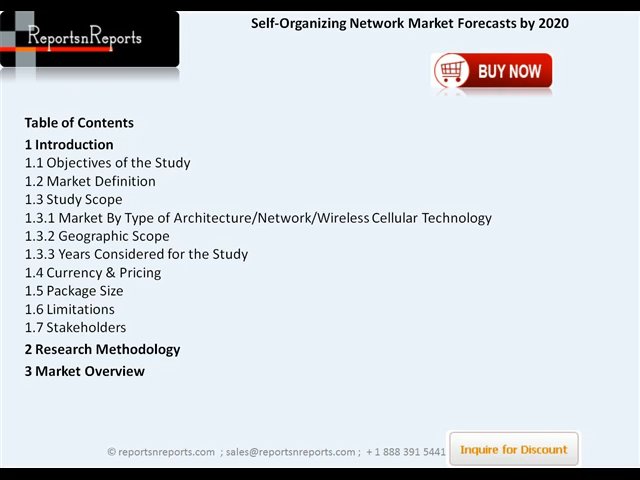 ReportsnReports
Self-Organizing Network Market Forecasts by 2020
BUY NOW
Table of Contents
1 Introduction
1.1 Objectives of the Study
1.2 Market Definition
1.3 Study Scope
1.3.1 Market By Type of Architecture/Network/Wireless Cellular Technology
1.3.2 Geographic Scope
1.3.3 Years Considered for the Study
1.4 Currency & Pricing
1.5 Package Size
1.6 Limitations
1.7 Stakeholders
2 Research Methodology
3 Market Overview
© reportsnreports.com ; sales@reportsnreports.com ; + 1 888 391 5441
Inquire for Discount